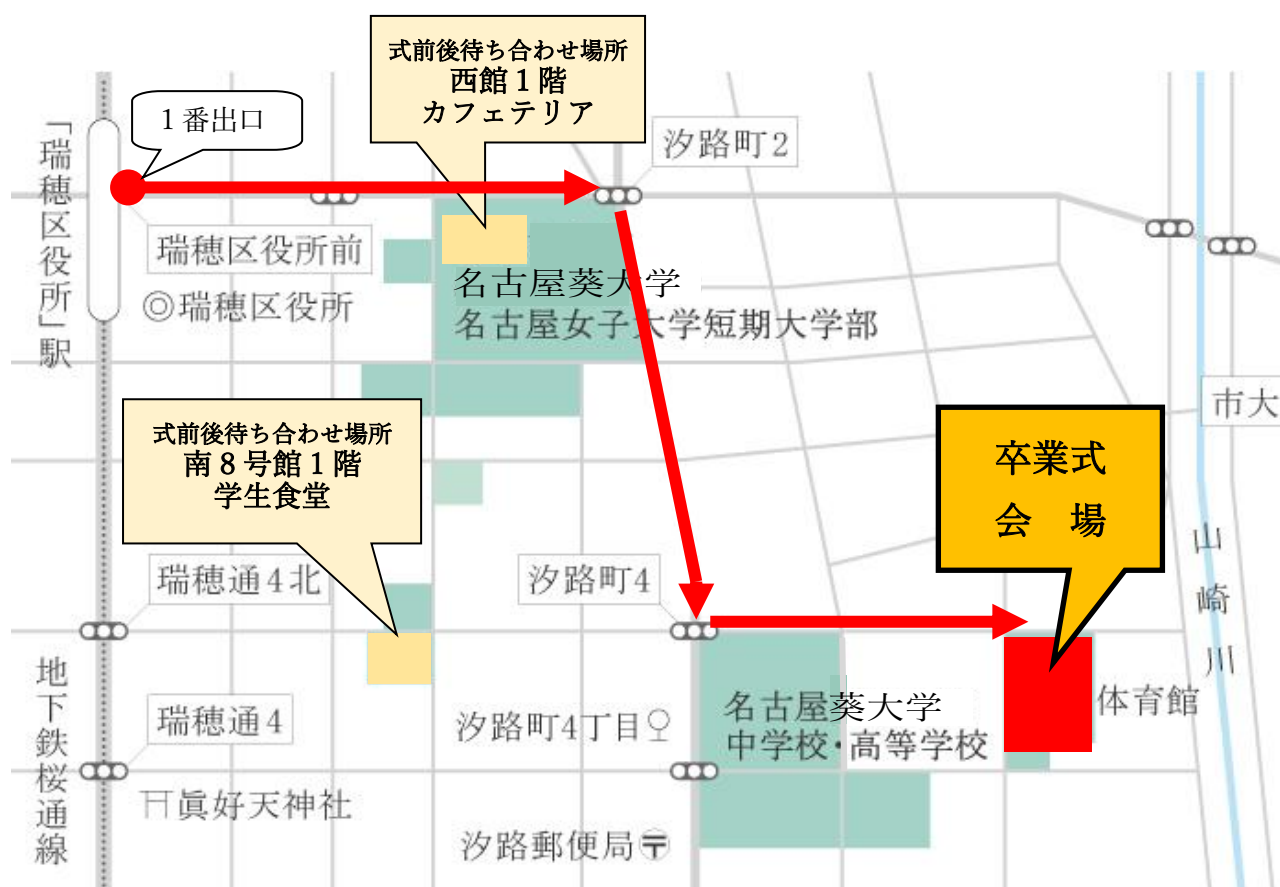 式前後待ち合わせ場所
西館１階
カフェテリア
１番出口
汐路町2
「瑞穂区役所」駅
瑞穂区役所前
◎瑞穂区役所
名古屋葵大学
名古屋女子大学短期大学部
市大
式前後待ち合わせ場所
南８号館１階
学生食堂
卒業式
会　場
山崎川
瑞穂通4北
汐路町4
地下鉄桜通線
瑞穂通4
汐路町4丁目
名古屋葵大学
中学校・高等学校
体育館
眞好天神社
汐路郵便局〒